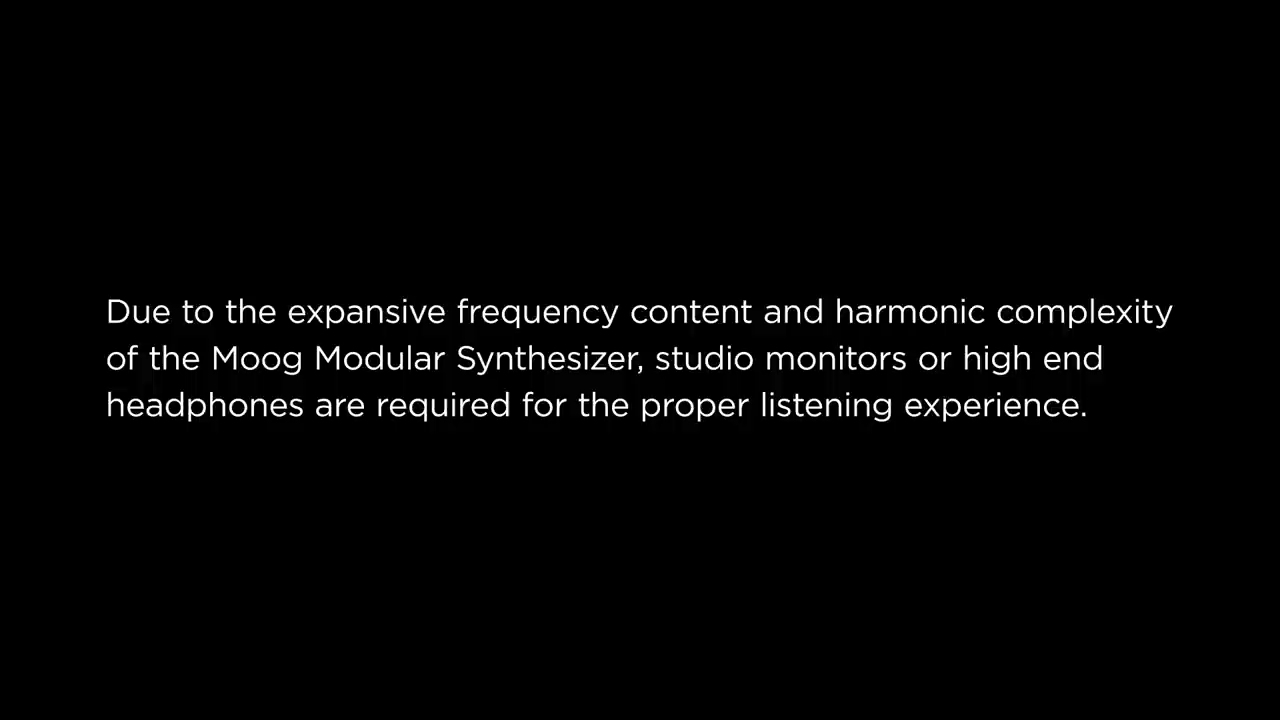 Due to the expansive frequency content and harmonic complexity
of the Moog Modular Synthesizer, studio monitors or high end
headphones are required for the proper listening experience.